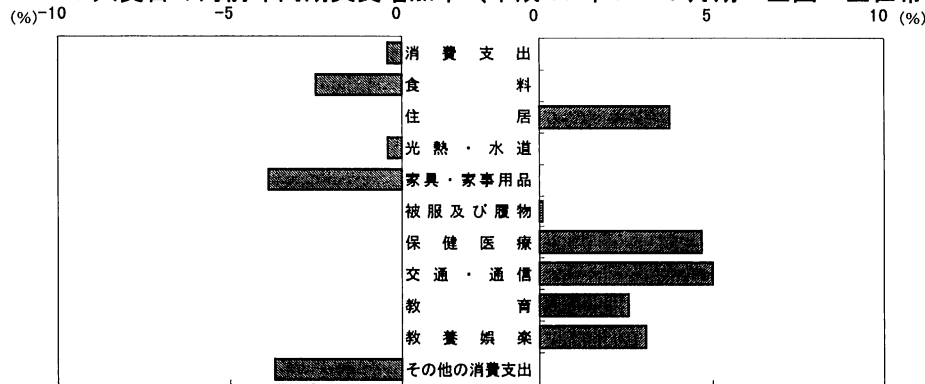 (%) -10 -5 0 0 5 10 (%)
消費支出
食料
住居
光熱・水道
家具・家事用品
被服及び履物
保健医療
交通・通信
教育
教養娯楽
その他の消費支出